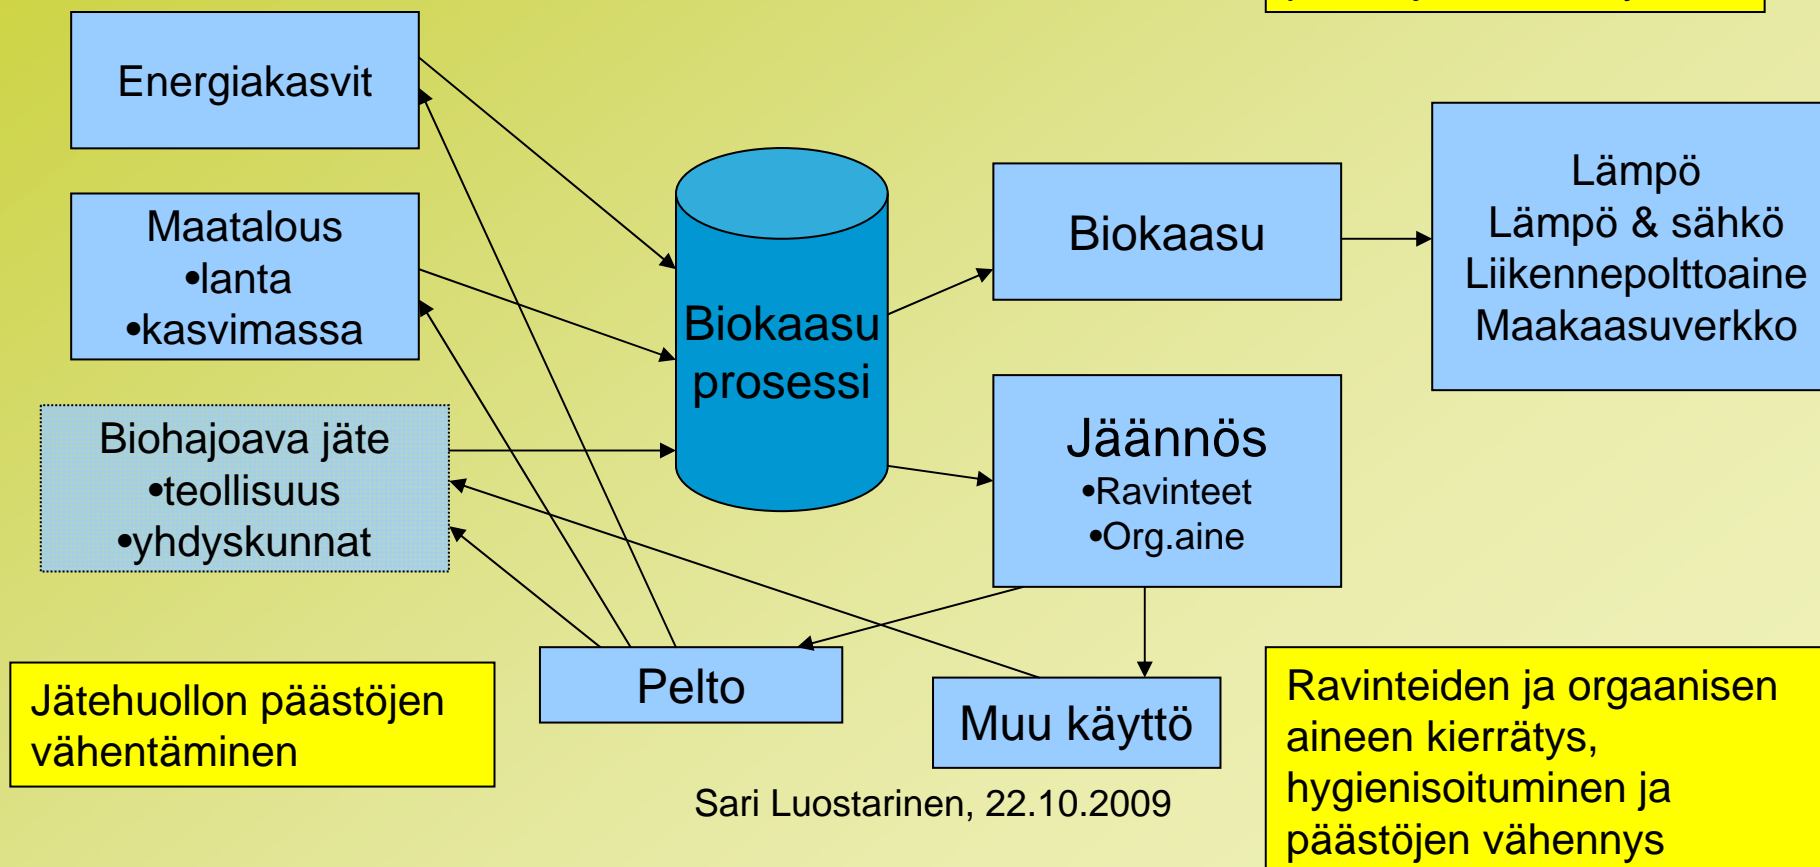 Energiakasvit
Maatalous
•lanta
•kasvimassa
Biohajoava jäte
•teollisuus
•yhdyskunnat
Biokaasu
prosessi
Biokaasu
Lämpö
Lämpö & sähkö
Liikennepolttoaine
Maakaasuverkko
Jäännös
•Ravinteet
•Org.aine
Pelto
Muu käyttö
Jätehuollon päästöjen
vähentäminen
Ravinteiden ja orgaanisen
aineen kierrätys,
hygienisoituminen ja
päästöjen vähennys
Sari Luostarinen, 22.10.2009